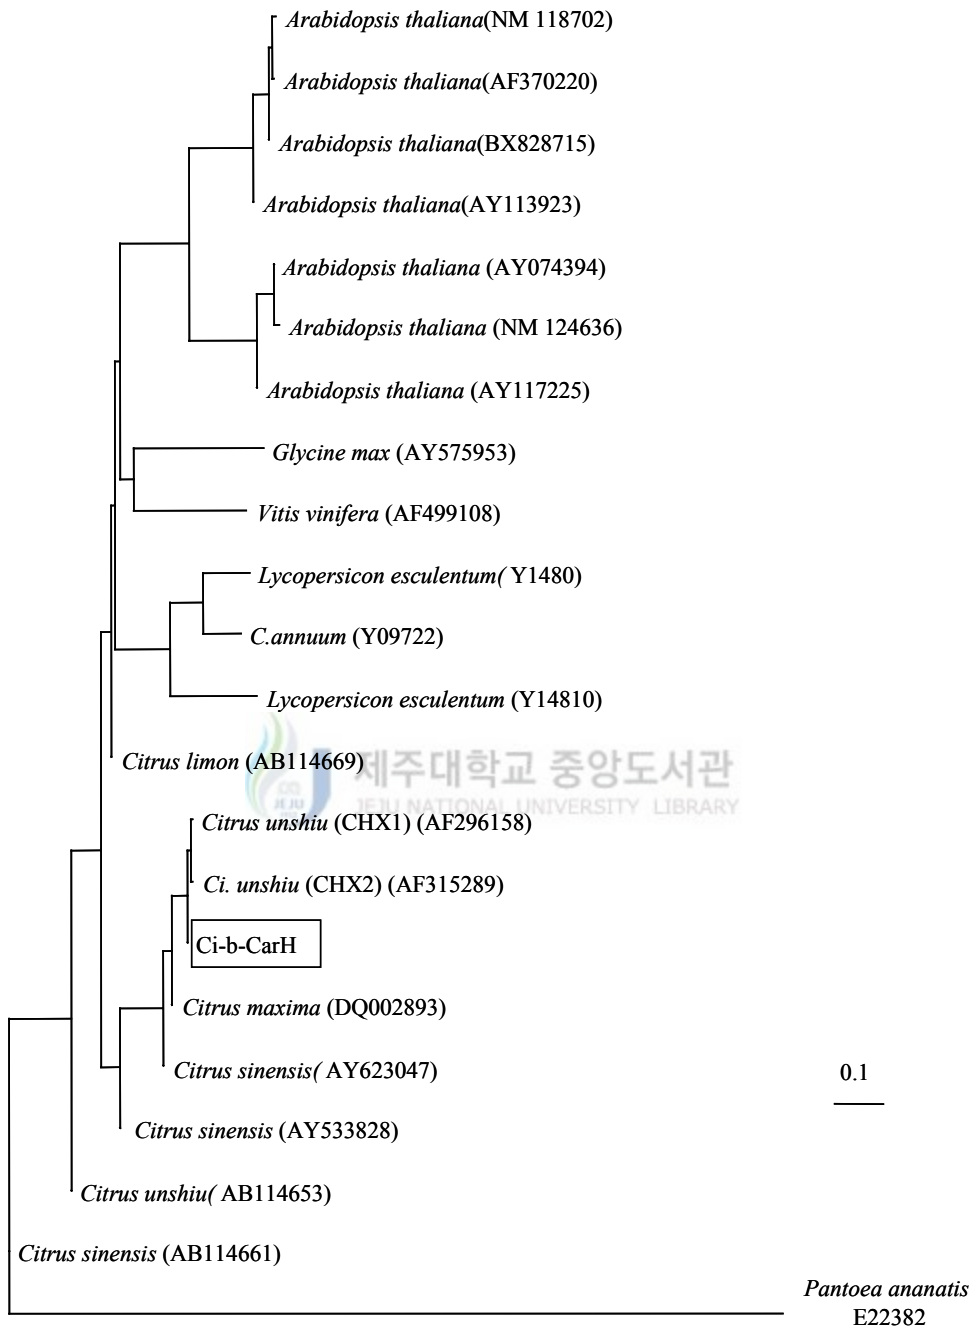 Arabidopsis thaliana(NM 118702)
Arabidopsis thaliana(AF370220)
Arabidopsis thaliana(BX828715)
Arabidopsis thaliana(AY113923)
Arabidopsis thaliana (AY074394)
Arabidopsis thaliana (NM 124636)
Arabidopsis thaliana (AY117225)
Glycine max (AY575953)
Vitis vinifera (AF499108)
Lycopersicon esculentum( Y1480)
C.annuum (Y09722)
Lycopersicon esculentum (Y14810)
Citrus limon (AB114669)
제주대학교 중앙도서관
JEJU NATIONAL UNIVERSITY LIBRARY
JEJU
Citrus unshiu (CHX1) (AF296158)
Ci. unshiu (CHX2) (AF315289)
Ci-b-CarH
Citrus maxima (DQ002893)
Citrus sinensis( AY623047)
0.1
Citrus sinensis (AY533828)
Citrus unshiu( AB114653)
Citrus sinensis (AB114661)
Pantoea ananatis
E22382